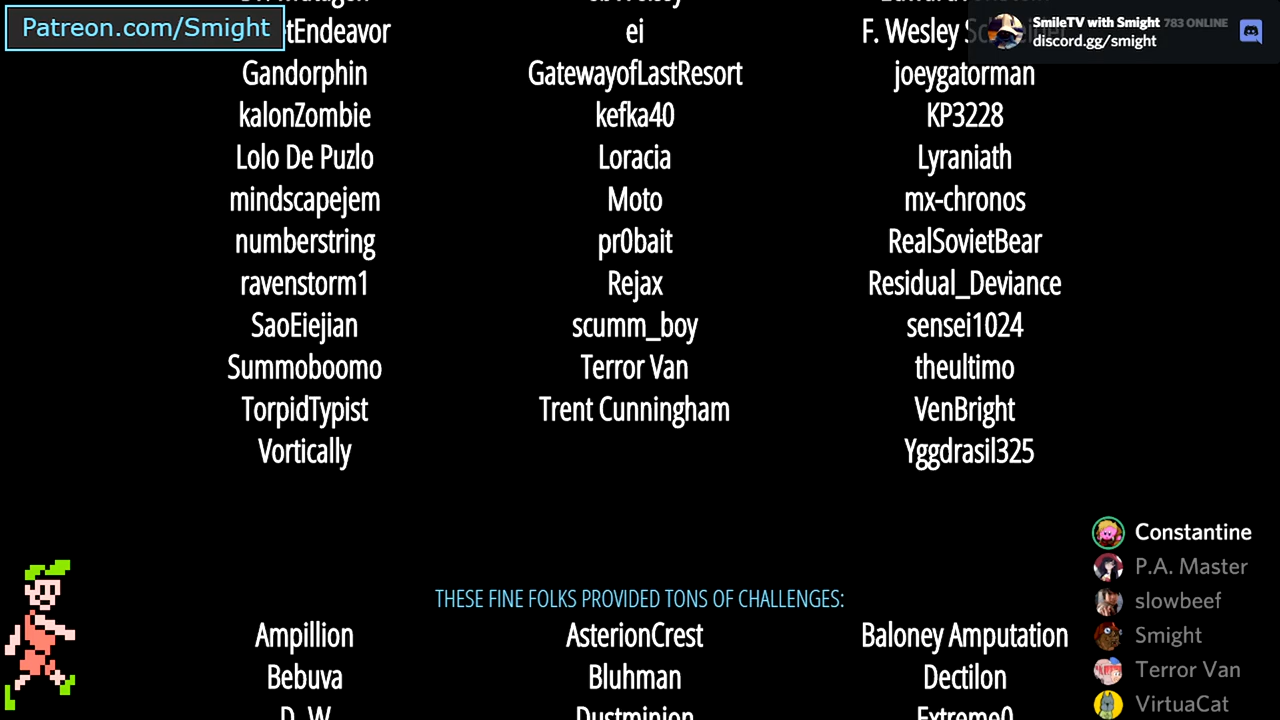 Patreon.com/Smight
SmileTV with Smight 783 ONLINE
discord.gg/smight
ei
F. Wesley
Gandorphin GatewayofLastResort joeygatorman
kalonZombie kefka40 KP3228
Lolo De Puzlo Loracia Lyraniath
mindscapejem Moto mx-chronos
numberstring pr0bait RealSovietBear
ravenstorm1 Rejax Residual_Deviance
SaoEiejian scumm_boy sensei1024
Summoboomo Terror Van theultimo
TorpidTypist Trent Cunningham VenBright
Vortically Yggdrasil325
Constantine
P.A. Master
slowbeef
Smight
Terror Van
VirtuaCat
THESE FINE FOLKS PROVIDED TONS OF CHALLENGES:
Ampillion AsterionCrest Baloney Amputation
Bebuva Bluhman Dectilon
D. W. Dustminion Extreme0